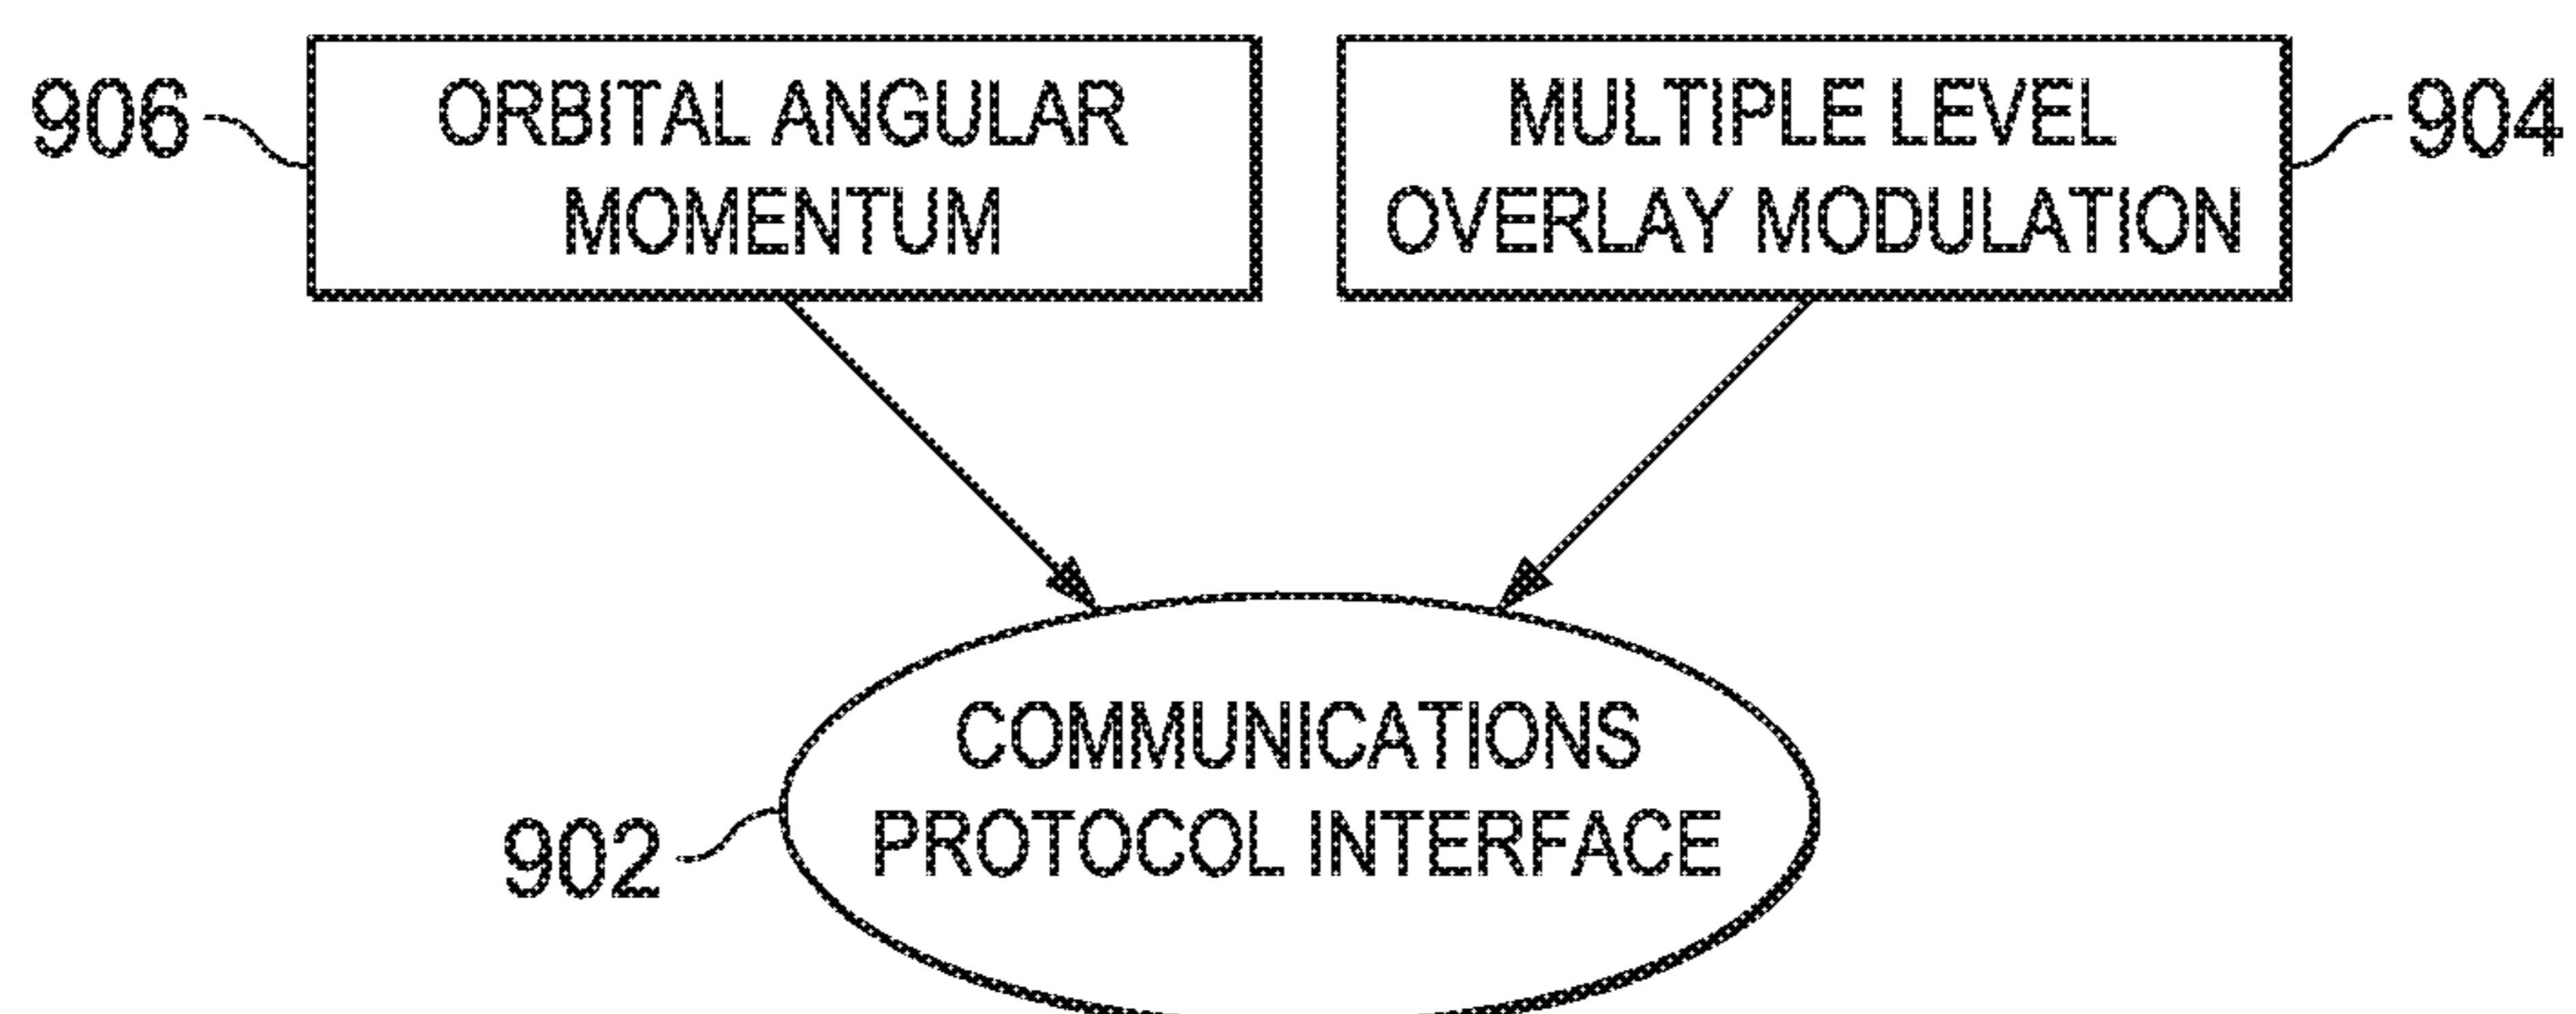 906
ORBITAL ANGULAR
MOMENTUM
MULTIPLE LEVEL
OVERLAY MODULATION
904
COMMUNICATIONS
PROTOCOL INTERFACE
902